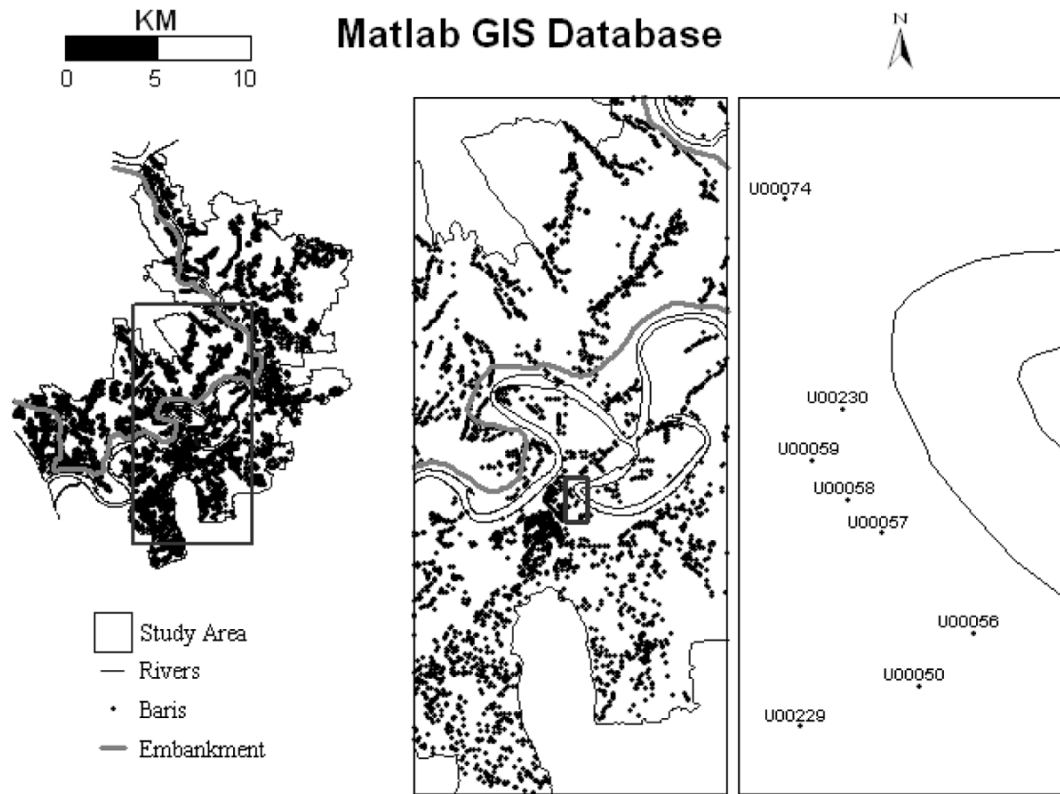 KM
0 5 10
Matlab GIS Database
N
U00074
U00230
U00059
U00058
U00057
U00056
U00050
U00229
Study Area
Rivers
Baris
Embankment